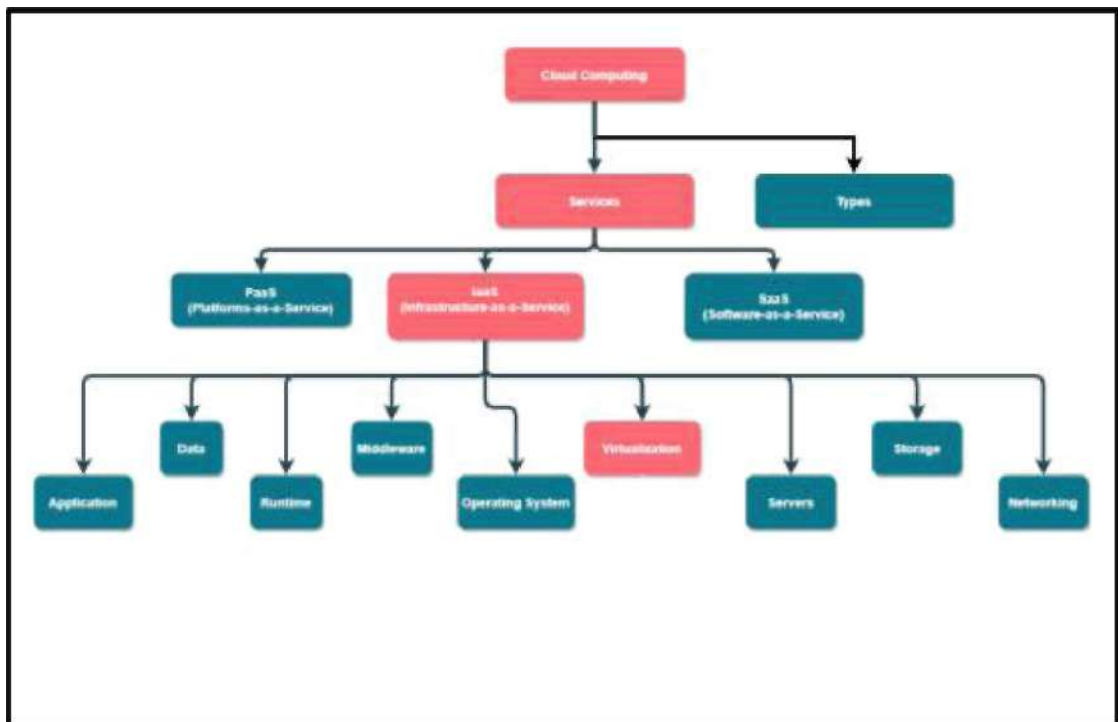 Cloud Computing
Services
Types
PaaS
(Platforms-as-a-Service)
IaaS
(Infrastructure-as-a-Service)
SaaS
(Software-as-a-Service)
Data
Middleware
Virtualization
Storage
Application
Runtime
Operating System
Servers
Networking